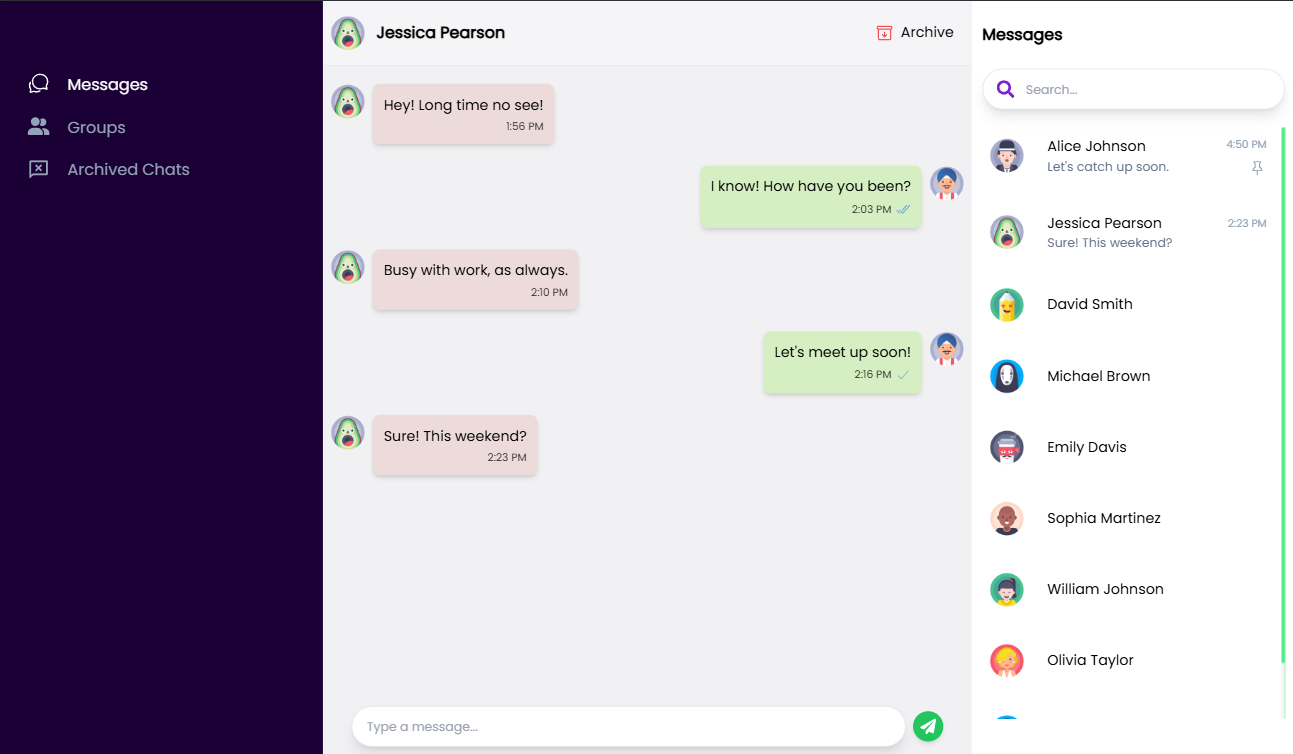 Messages
Groups
Archived Chats
Jessica Pearson
Archive
Hey! Long time no see!
1:56 PM
I know! How have you been?
2:03 PM
Busy with work, as always.
2:10 PM
Let's meet up soon!
2:16 PM
Sure! This weekend?
2:23 PM
Type a message...
Messages
Search...
Alice Johnson
4:50 PM
Let's catch up soon.
Jessica Pearson
2:23 PM
Sure! This weekend?
David Smith
Michael Brown
Emily Davis
Sophia Martinez
William Johnson
Olivia Taylor